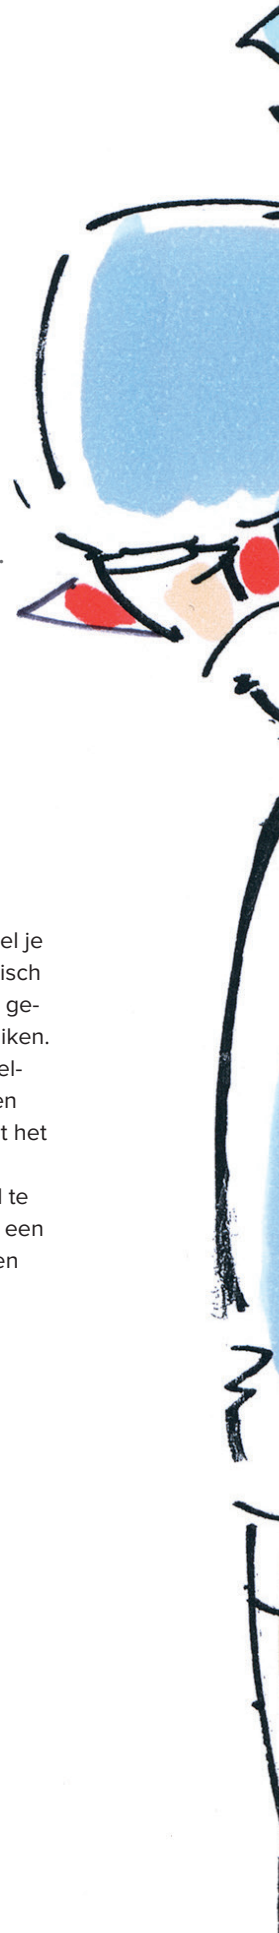 .
el je
isch
ge-
iken.
el-
en
t het
l te
een
en